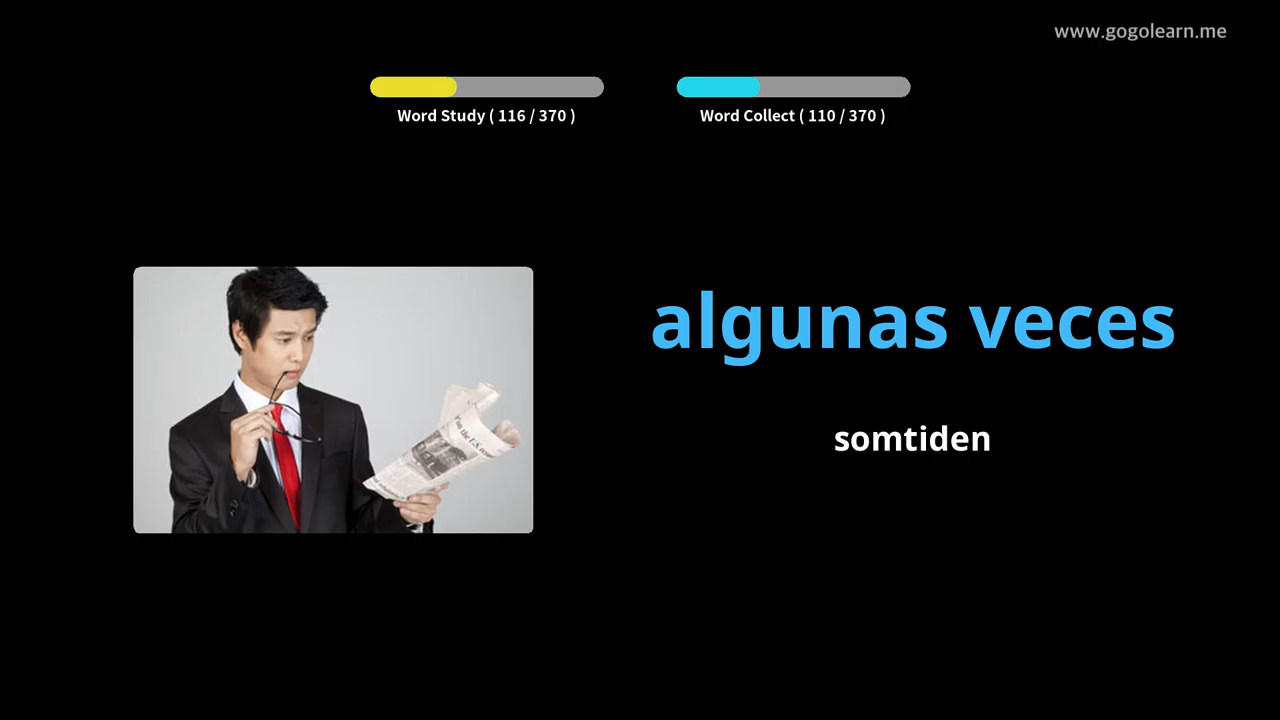 www.gogolearn.me
Word Study ( 116 / 370 )
Word Collect ( 110 / 370 )
algunas veces
somtiden